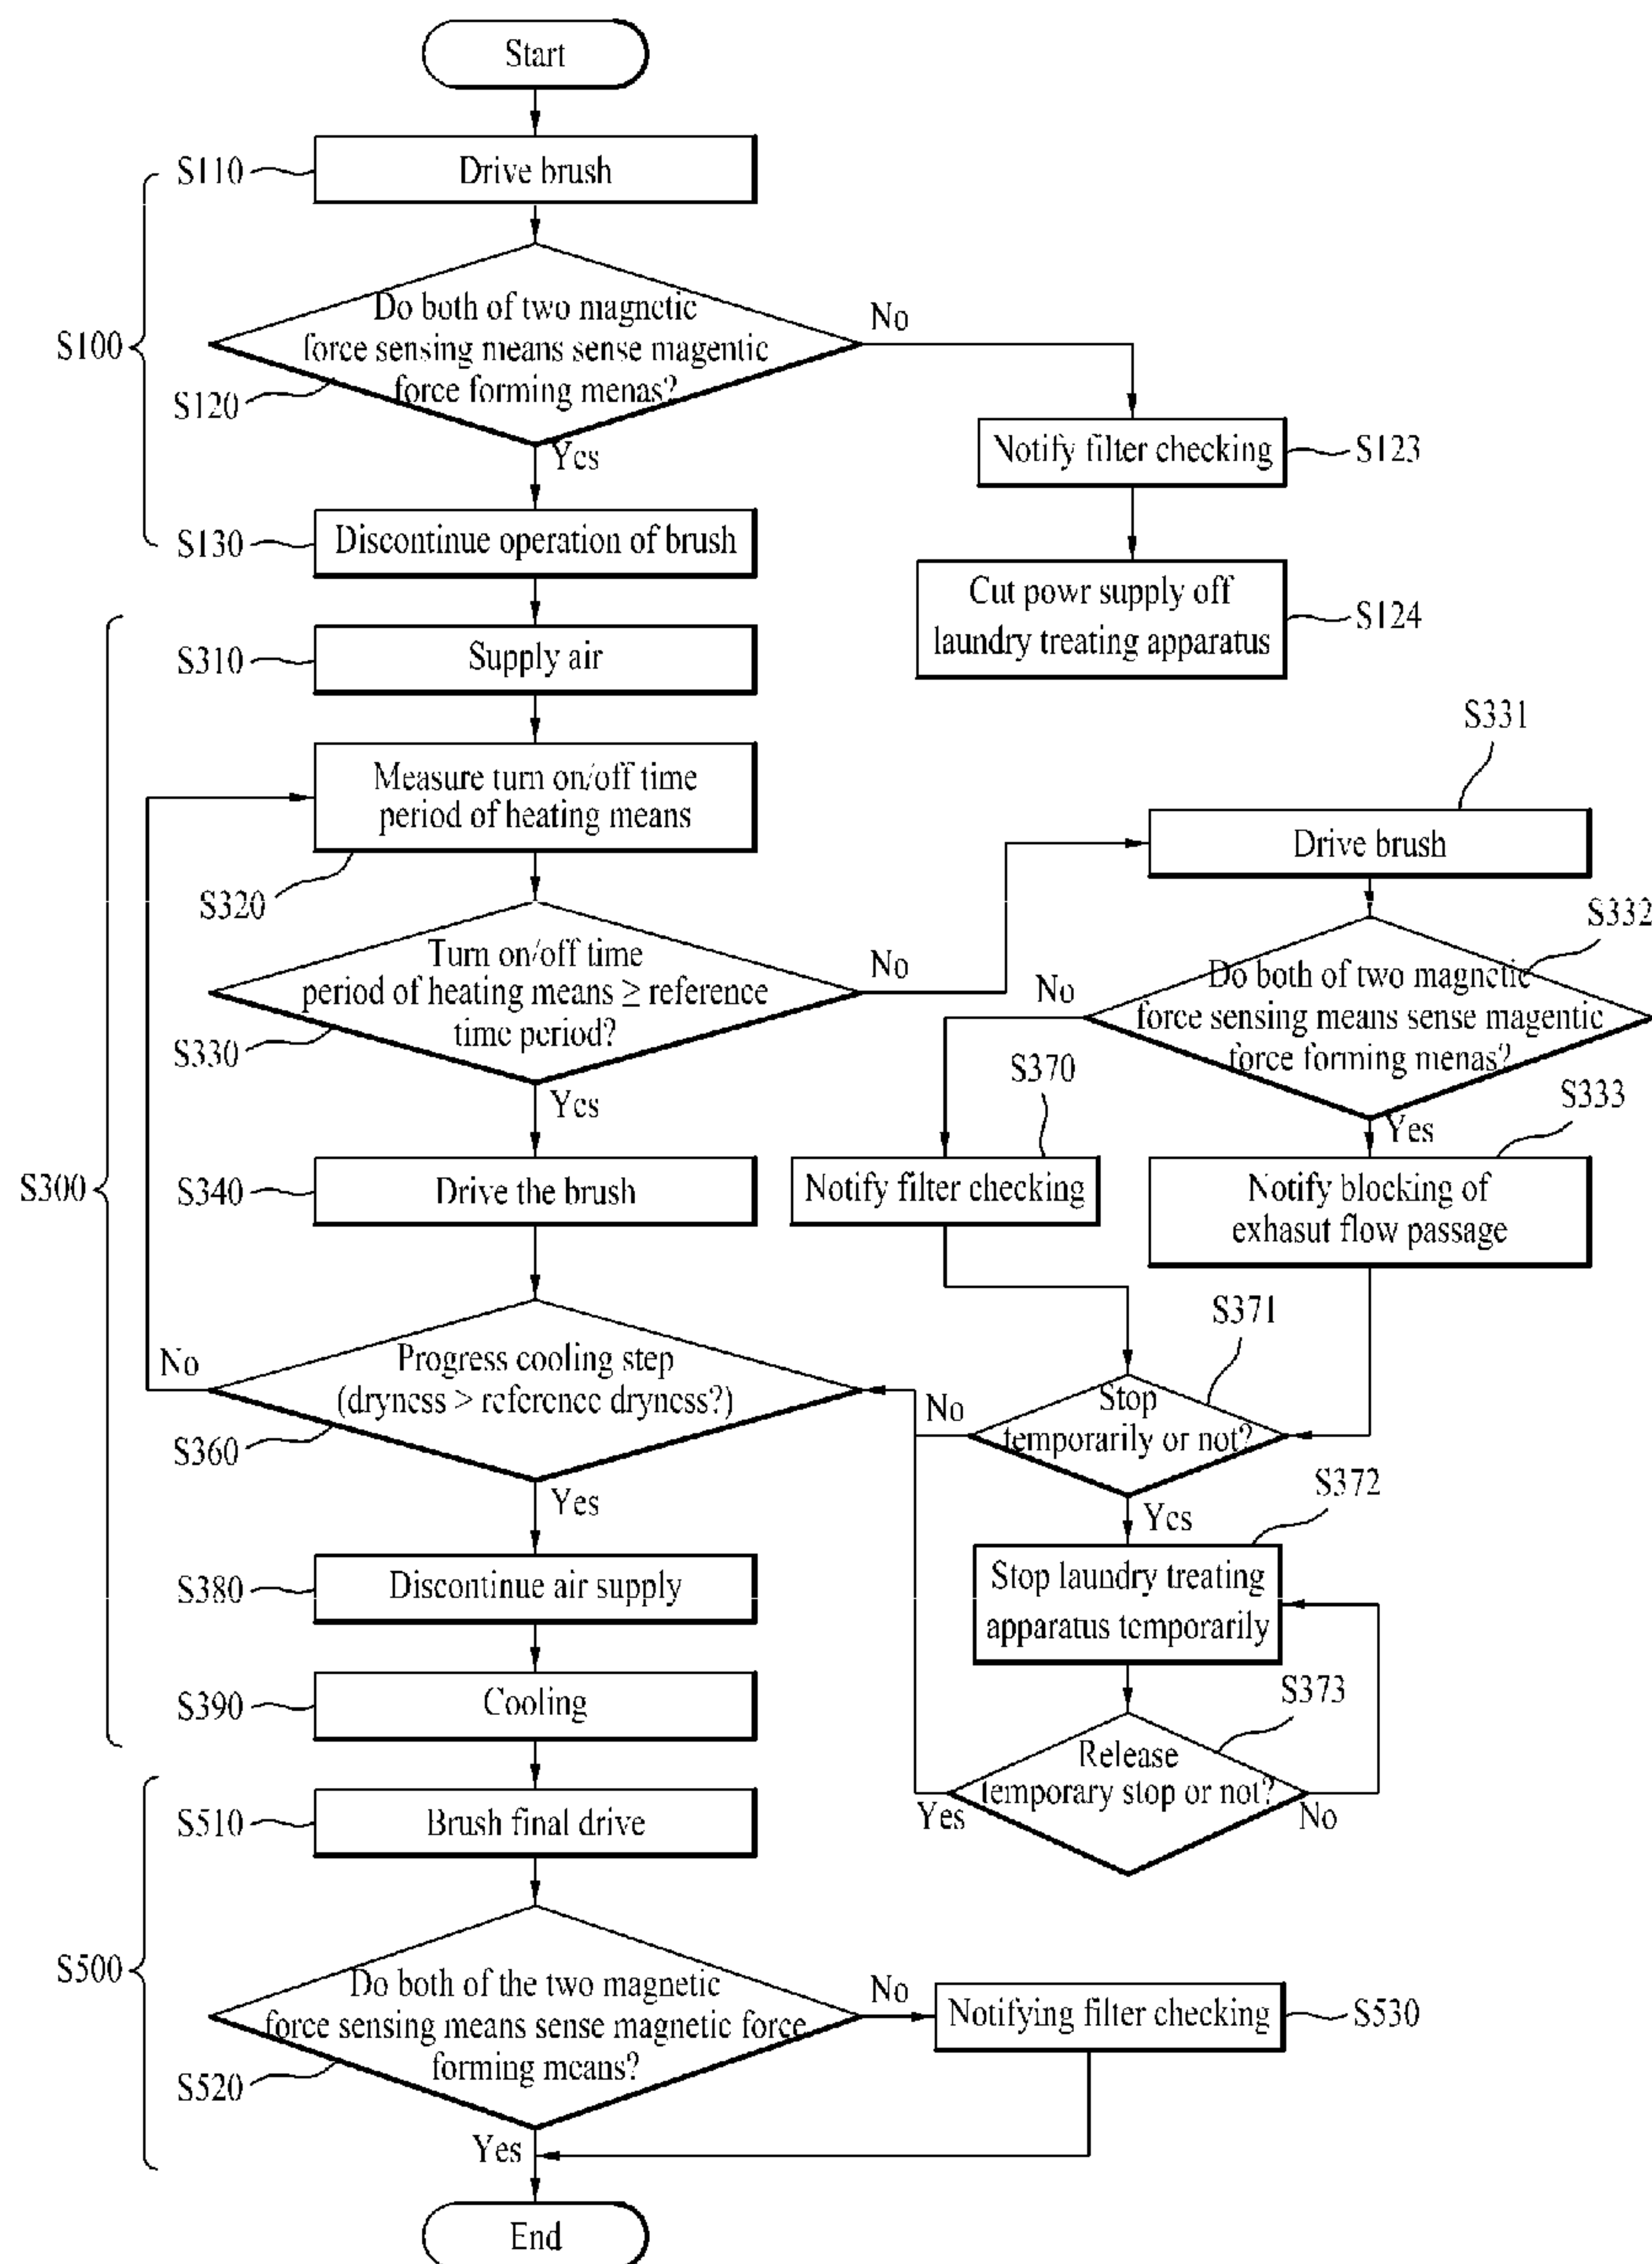 Start
S110
Drive brush
S100
Do both of two magnetic
force sensing means sense magentic
force forming menas?
S120
No
Yes
Notify filter checking
S123
S130
Discontinue operation of brush
Cut powr supply off
laundry treating apparatus
S124
S310
Supply air
S331
Measure turn on/off time
period of heating means
S320
Drive brush
S332
Turn on/off time
period of heating means ≥ reference
time period?
S330
No
Yes
Do both of two magnetic
force sensing means sense magentic
force forming menas?
No
Yes
S370
S333
S300
S340
Drive the brush
Notify filter checking
Notify blocking of
exhasut flow passage
S371
Progress cooling step
(dryness > reference dryness?)
No
S360
Yes
Stop
temporarily or not?
No
Yes
S372
S380
Discontinue air supply
Stop laundry treating
apparatus temporarily
S390
Cooling
S373
Release
temporary stop or not?
Yes
No
S510
Brush final drive
S500
Do both of the two magnetic
force sensing means sense magnetic force
forming means?
S520
No
Notifying filter checking
S530
Yes
End